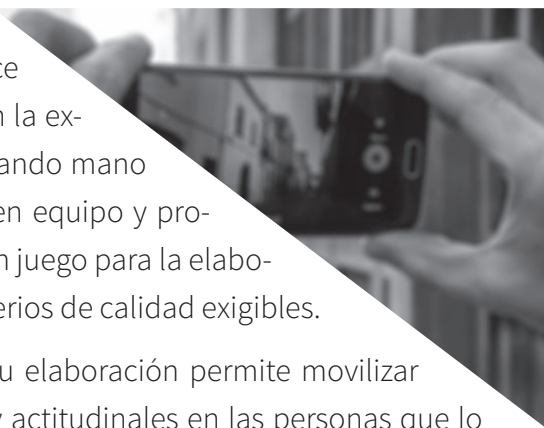 ce
n la ex-
ando mano
en equipo y pro-
n juego para la elabo-
erios de calidad exigibles.
u elaboración permite movilizar
y actitudinales en las personas que lo